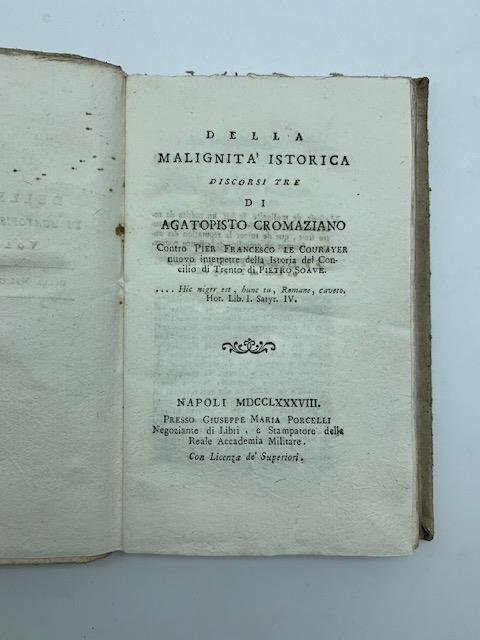 DELLA
MALIGNITA' ISTORICA
DISCORSI TRE
DI
AGATOPISTO CROMAZIANO
Contro PIER FRANCESCO LE COURAYER
nuovo interpetre della Istoria del Con-
cilio di Trento di PIETRO SOAVE.
.... Hic niger est, hunc tu, Romane, caveto.
Hor. Lib. I. Satyr. IV.
NAPOLI MDCCLXXXVIII.
PRESSO GIUSEPPE MARIA PORCELLI
Negoziante di Libri, e Stampatore della
Reale Accademia Militare.
Con Licenza de' Superiori.